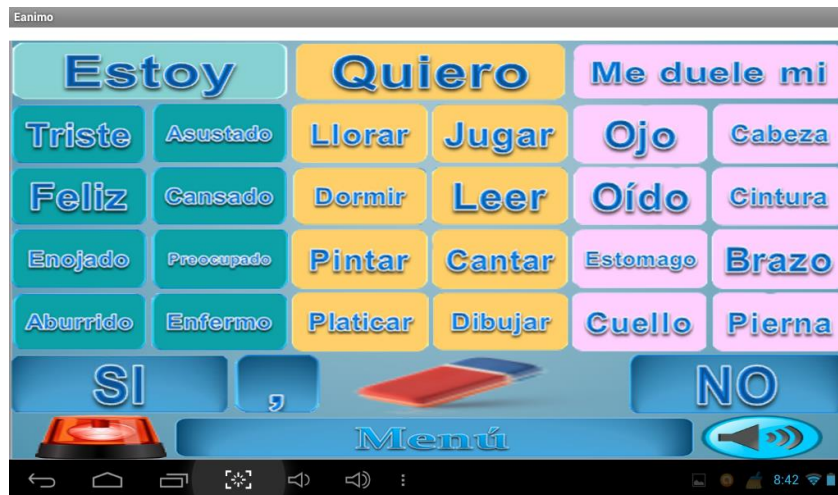 Eanimo
Estoy Quiero Me duele mi
Triste Asustado Llorar Jugar Ojo Cabeza
Feliz Cansado Dormir Leer Oído Cintura
Enojado Preocupado Pintar Cantar Estomago Brazo
Aburrido Enfermo Platicar Dibujar Cuello Pierna
SI , NO
Menú
8:42